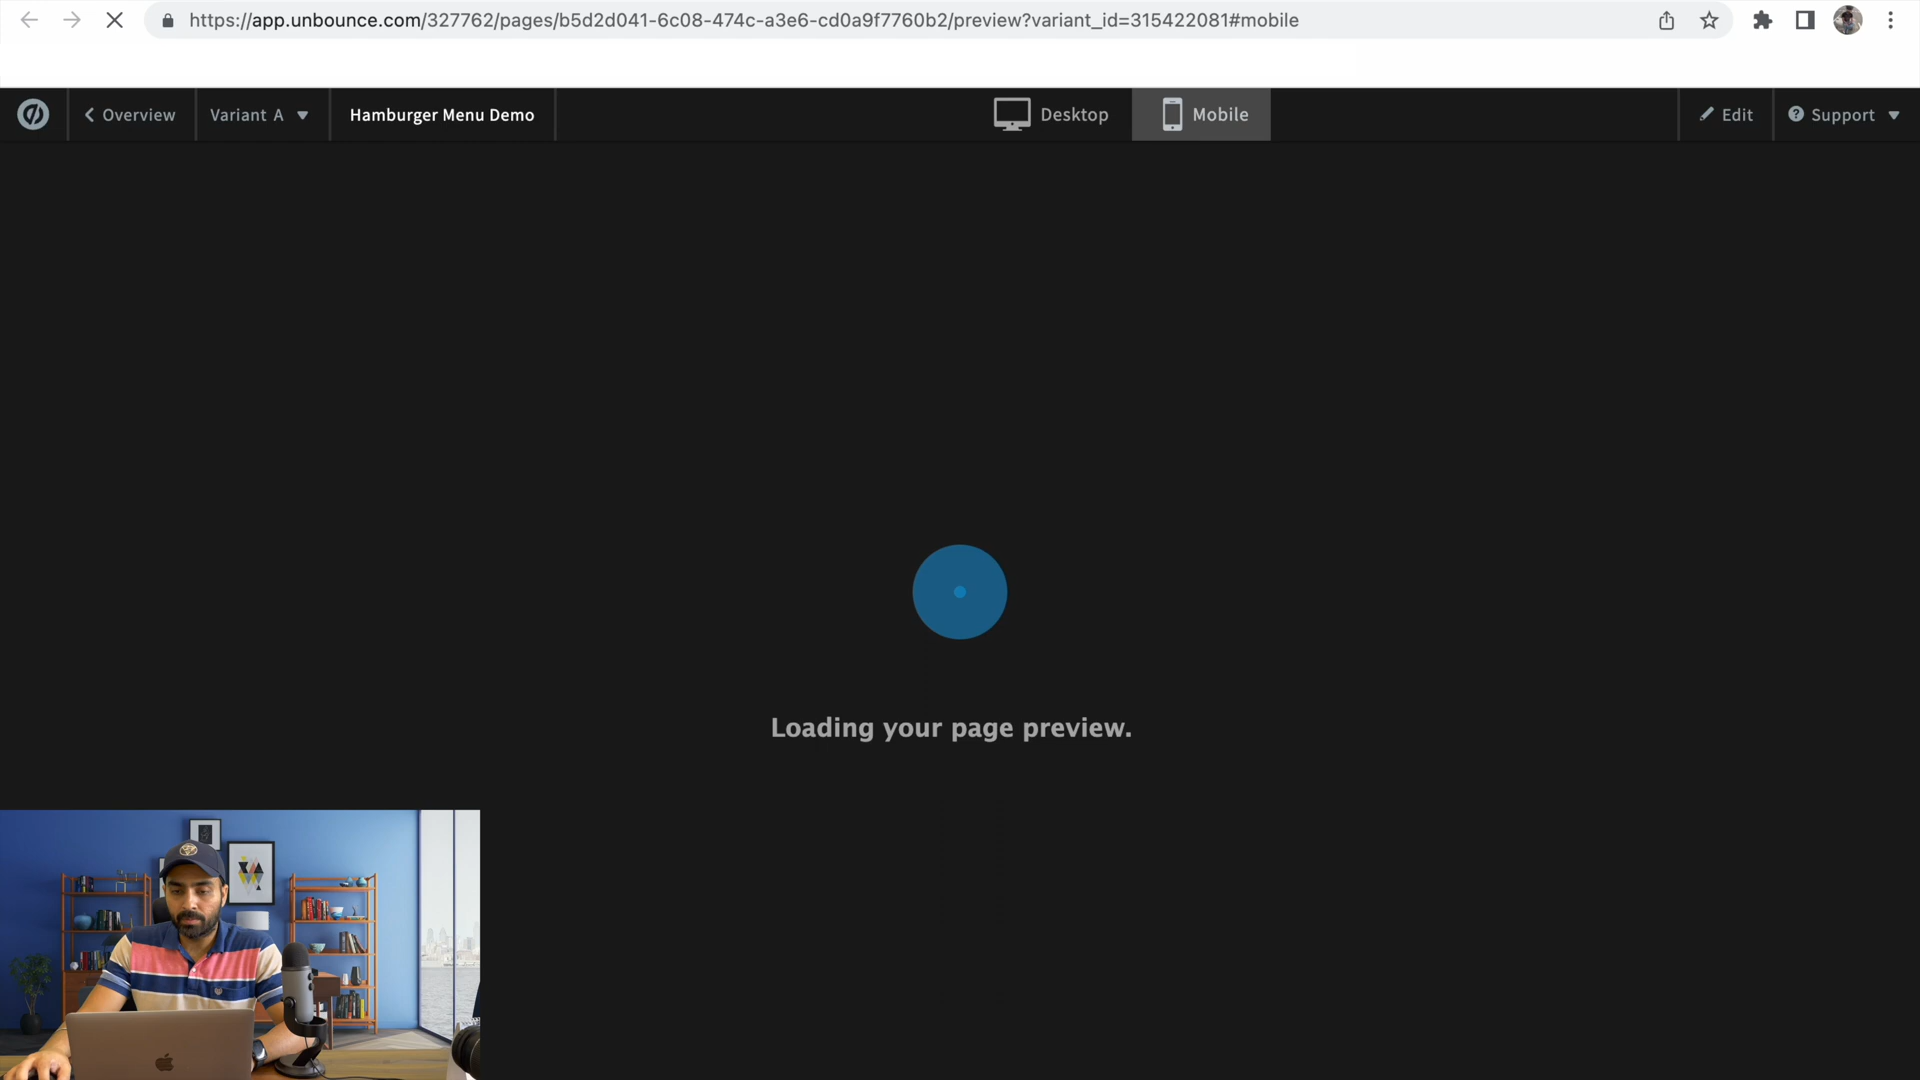 https://app.unbounce.com/327762/pages/b5d2d041-6c08-474c-a3e6-cd0a9f7760b2/preview?variant_id=315422081#mobile
Overview
Variant A
Hamburger Menu Demo
Desktop
Mobile
Edit
Support
Loading your page preview.